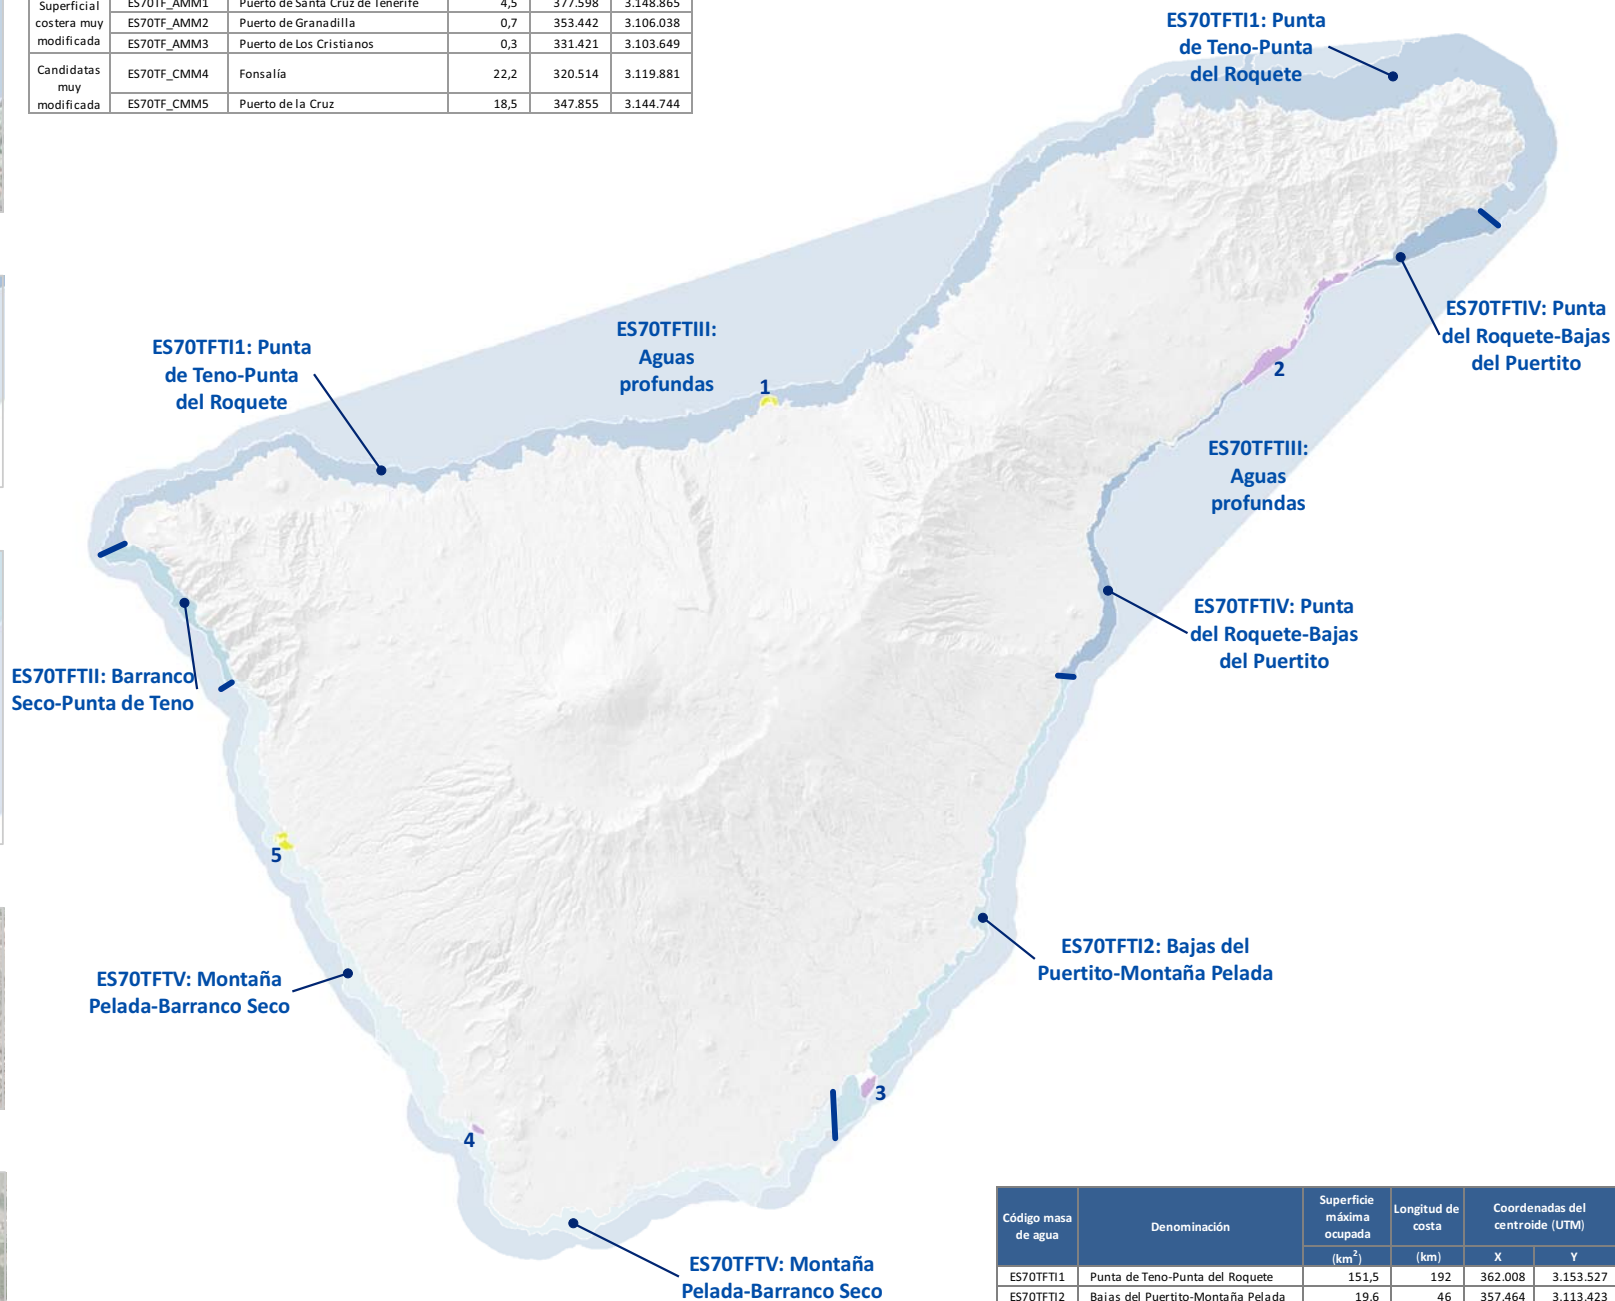 Superficial
costera muy
modificada
ES70TF_AMM1 Puerto de Santa Cruz de Tenerife 4,5 377.598 3.148.865
ES70TF_AMM2 Puerto de Granadilla 0,7 353.442 3.106.038
ES70TF_AMM3 Puerto de Los Cristianos 0,3 331.421 3.103.649
Candidatas
muy
modificada
ES70TF_CMM4 Fonsalía 22,2 320.514 3.119.881
ES70TF_CMM5 Puerto de la Cruz 18,5 347.855 3.144.744
ES70TFTI1: Punta
de Teno-Punta
del Roquete
ES70TFTIV: Punta
del Roquete-Bajas
del Puertito
ES70TFTIII:
Aguas
profundas
ES70TFTI1: Punta
de Teno-Punta
del Roquete
1
2
ES70TFTIII:
Aguas
profundas
ES70TFTIV: Punta
del Roquete-Bajas
del Puertito
ES70TFTII: Barranco
Seco-Punta de Teno
5
ES70TFTI2: Bajas del
Puertito-Montaña Pelada
ES70TFTV: Montaña
Pelada-Barranco Seco
3
4
ES70TFTV: Montaña
Pelada-Barranco Seco
Código masa
de agua
Denominación
Superficie
máxima
ocupada
(km²)
Longitud de
costa
(km)
Coordenadas del
centroide (UTM)
X Y
ES70TFTI1 Punta de Teno-Punta del Roquete 151,5 192 362.008 3.153.527
ES70TFTI2 Bajas del Puertito-Montaña Pelada 19,6 46 357.464 3.113.423